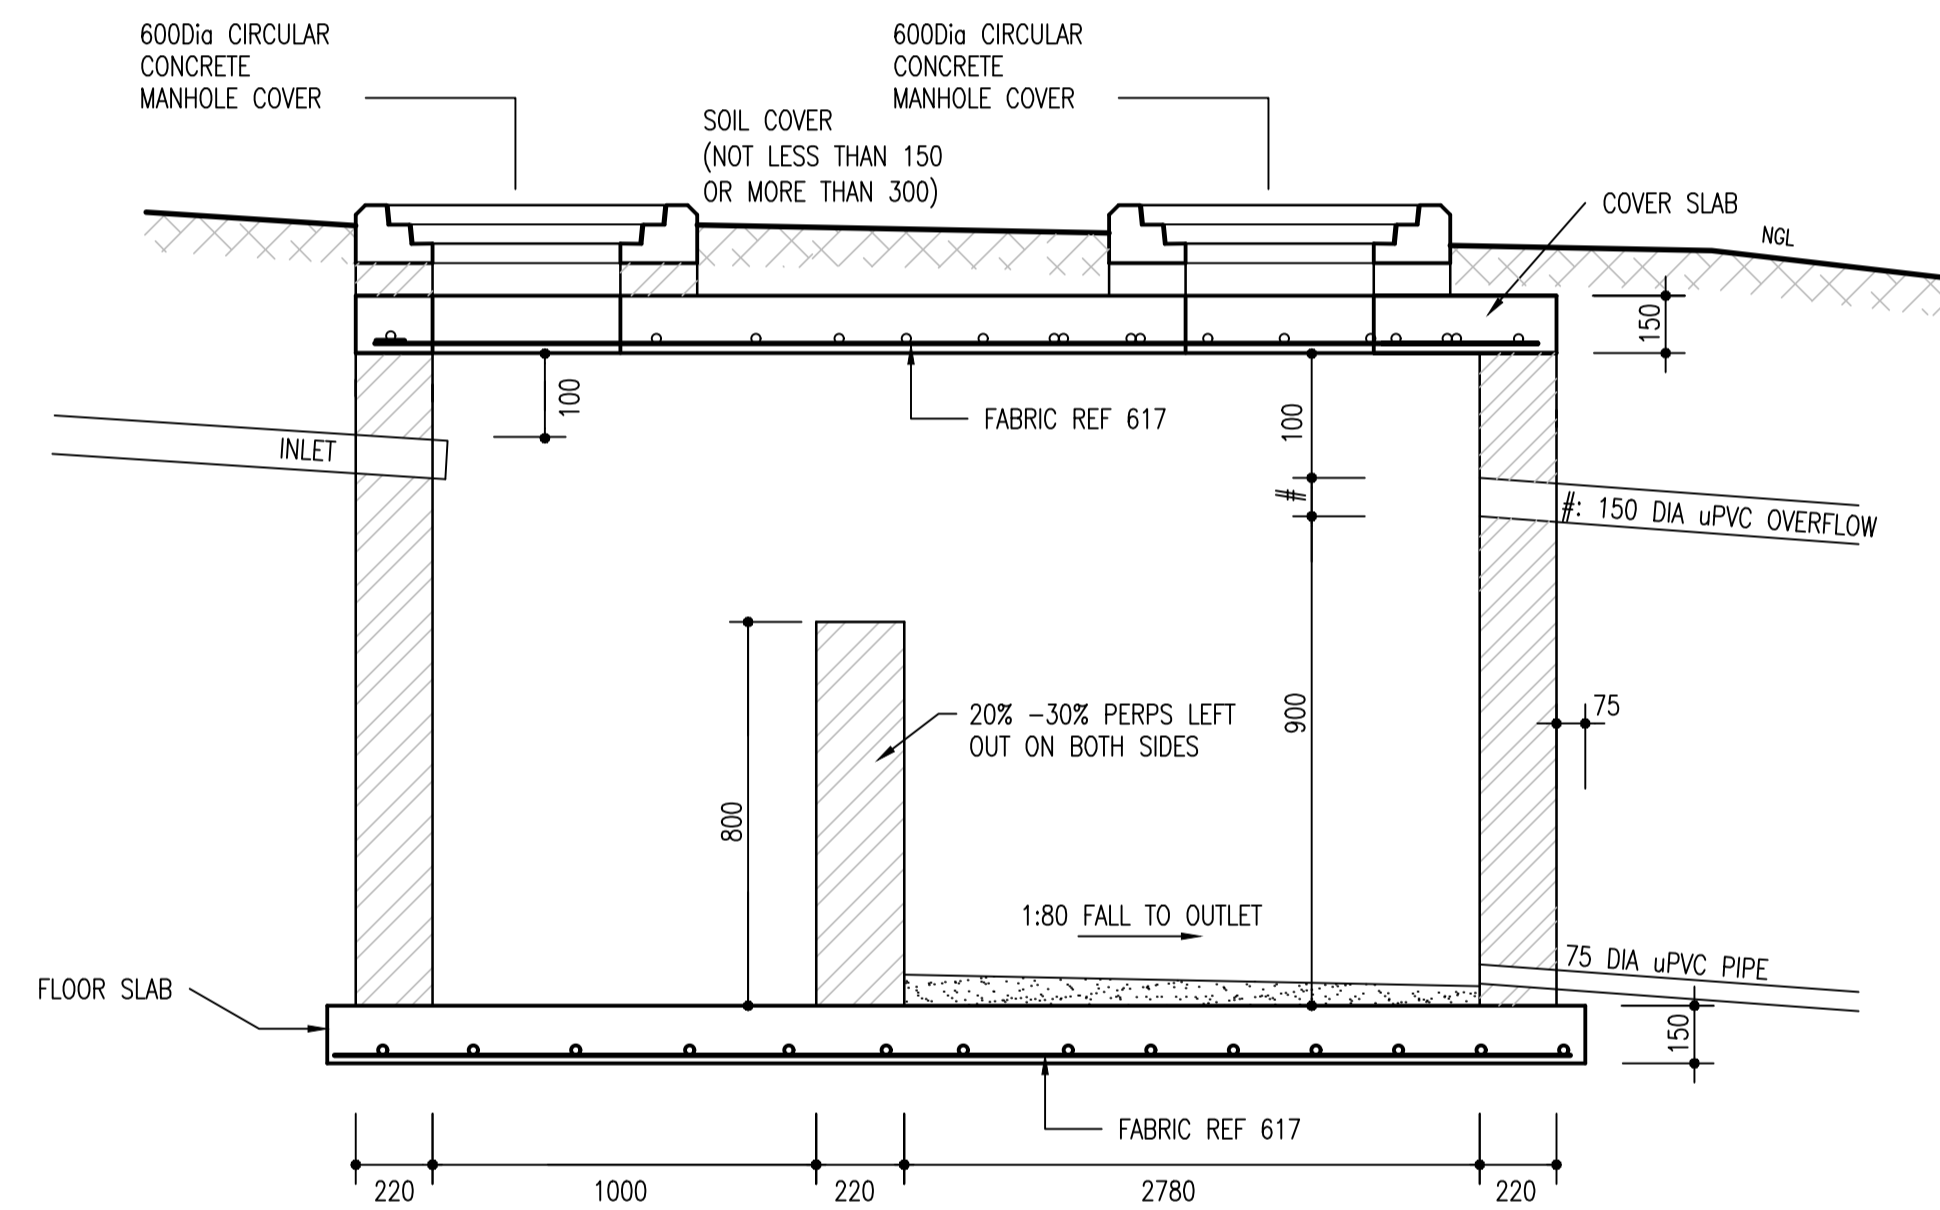 600Dia CIRCULAR
CONCRETE
MANHOLE COVER
600Dia CIRCULAR
CONCRETE
MANHOLE COVER
SOIL COVER
(NOT LESS THAN 150
OR MORE THAN 300)
COVER SLAB
NGL
150
100
FABRIC REF 617
100
INLET
#
#: 150 DIA uPVC OVERFLOW
20% -30% PERPS LEFT
OUT ON BOTH SIDES
900
75
800
1:80 FALL TO OUTLET
75 DIA uPVC PIPE
FLOOR SLAB
150
FABRIC REF 617
220
1000
220
2780
220